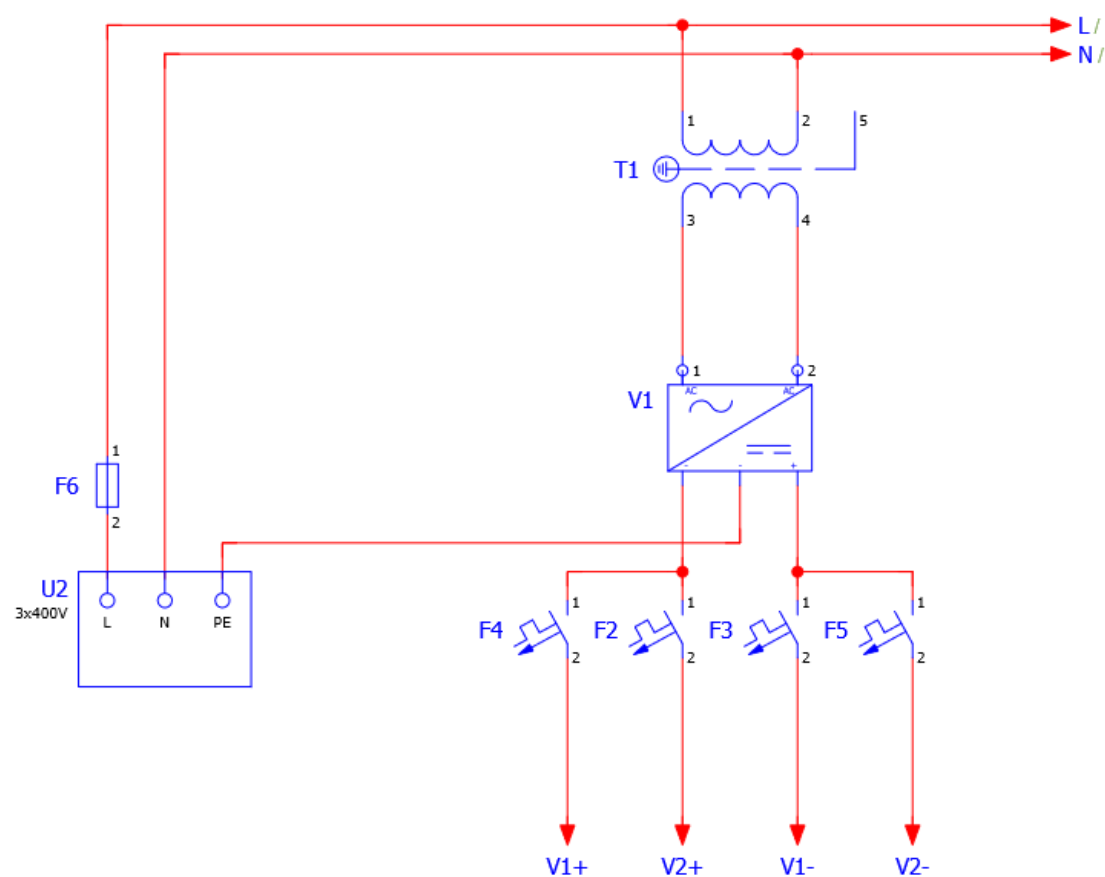 L /
N /
1 2 5
T1
3 4
1 2
V1 AC AC
- - +
1
F6
2
U2
3x400V
L N PE
1 1 1 1
F4 F2 F3 F5
2 2 2 2
V1+ V2+ V1- V2-